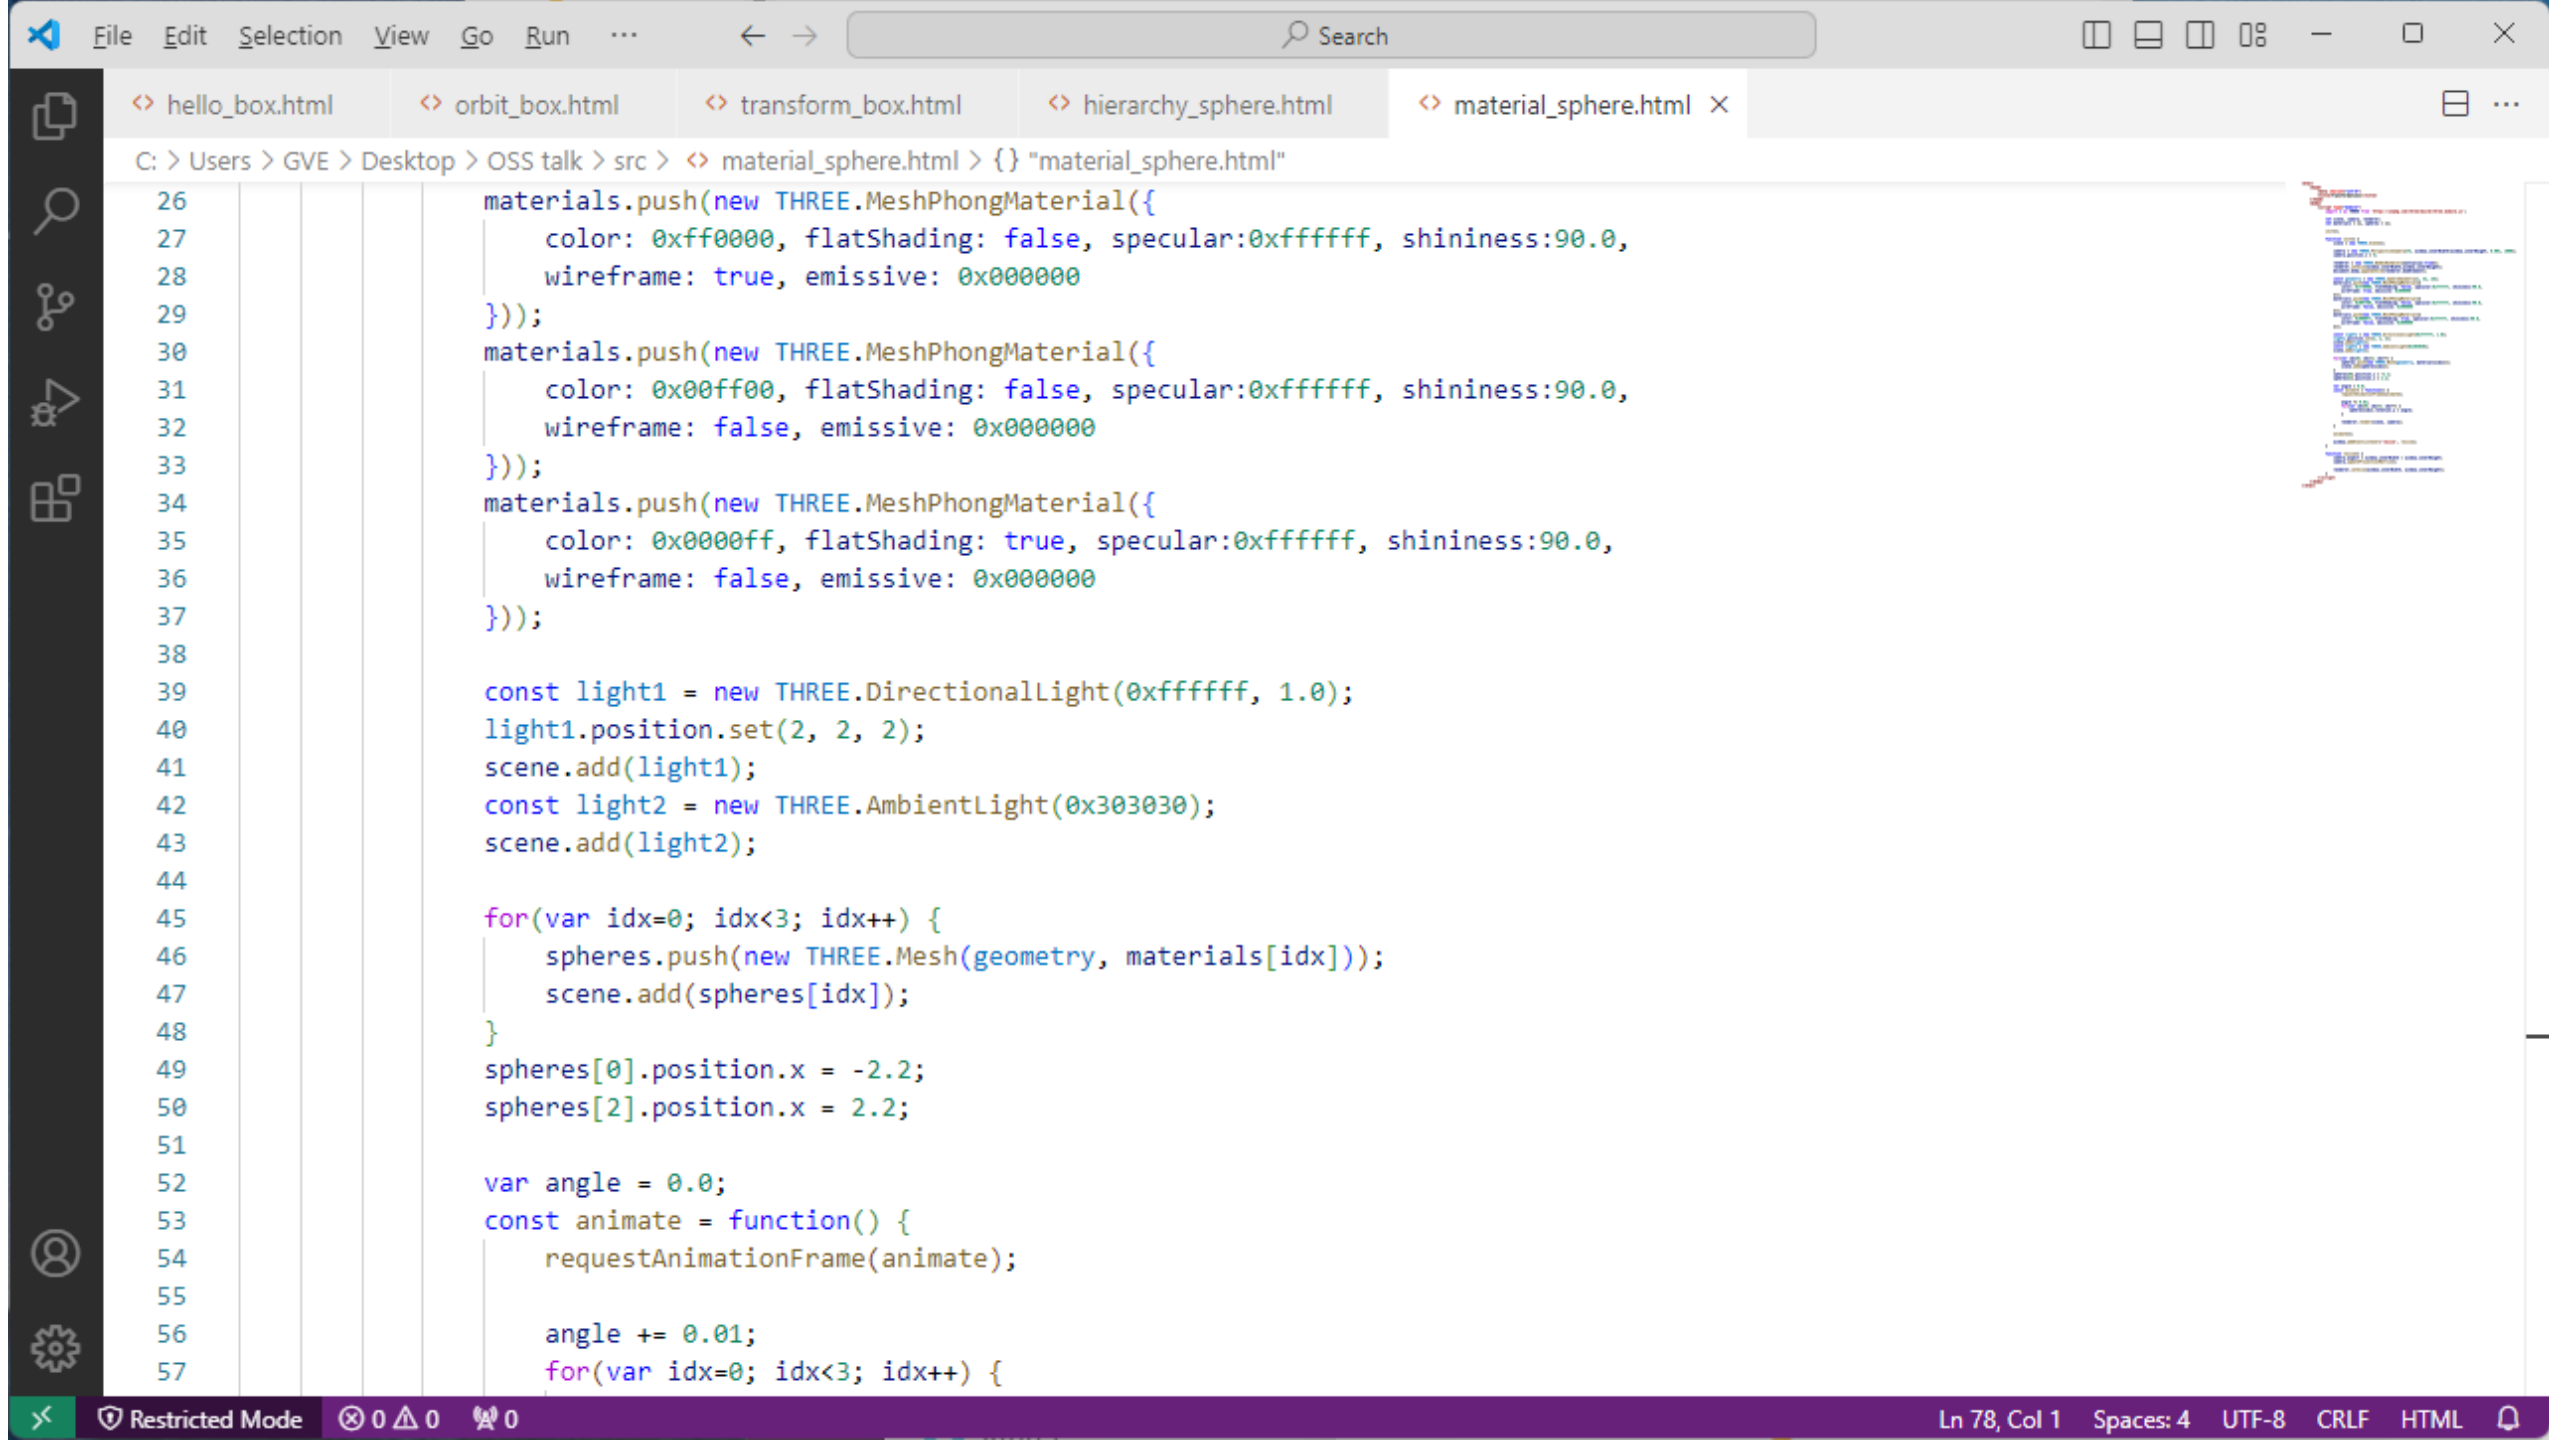 File Edit Selection View Go Run ··· Search
hello_box.html orbit_box.html transform_box.html hierarchy_sphere.html material_sphere.html
C: > Users > GVE > Desktop > OSS talk > src > material_sphere.html > {} "material_sphere.html"
26 materials.push(new THREE.MeshPhongMaterial({
27 color: 0xff0000, flatShading: false, specular:0xffffff, shininess:90.0,
28 wireframe: true, emissive: 0x000000
29 }));
30 materials.push(new THREE.MeshPhongMaterial({
31 color: 0x00ff00, flatShading: false, specular:0xffffff, shininess:90.0,
32 wireframe: false, emissive: 0x000000
33 }));
34 materials.push(new THREE.MeshPhongMaterial({
35 color: 0x0000ff, flatShading: true, specular:0xffffff, shininess:90.0,
36 wireframe: false, emissive: 0x000000
37 }));
38
39 const light1 = new THREE.DirectionalLight(0xffffff, 1.0);
40 light1.position.set(2, 2, 2);
41 scene.add(light1);
42 const light2 = new THREE.AmbientLight(0x303030);
43 scene.add(light2);
44
45 for(var idx=0; idx<3; idx++) {
46 spheres.push(new THREE.Mesh(geometry, materials[idx]));
47 scene.add(spheres[idx]);
48 }
49 spheres[0].position.x = -2.2;
50 spheres[2].position.x = 2.2;
51
52 var angle = 0.0;
53 const animate = function() {
54 requestAnimationFrame(animate);
55
56 angle += 0.01;
57 for(var idx=0; idx<3; idx++) {
Restricted Mode 0 0 0 Ln 78, Col 1 Spaces: 4 UTF-8 CRLF HTML